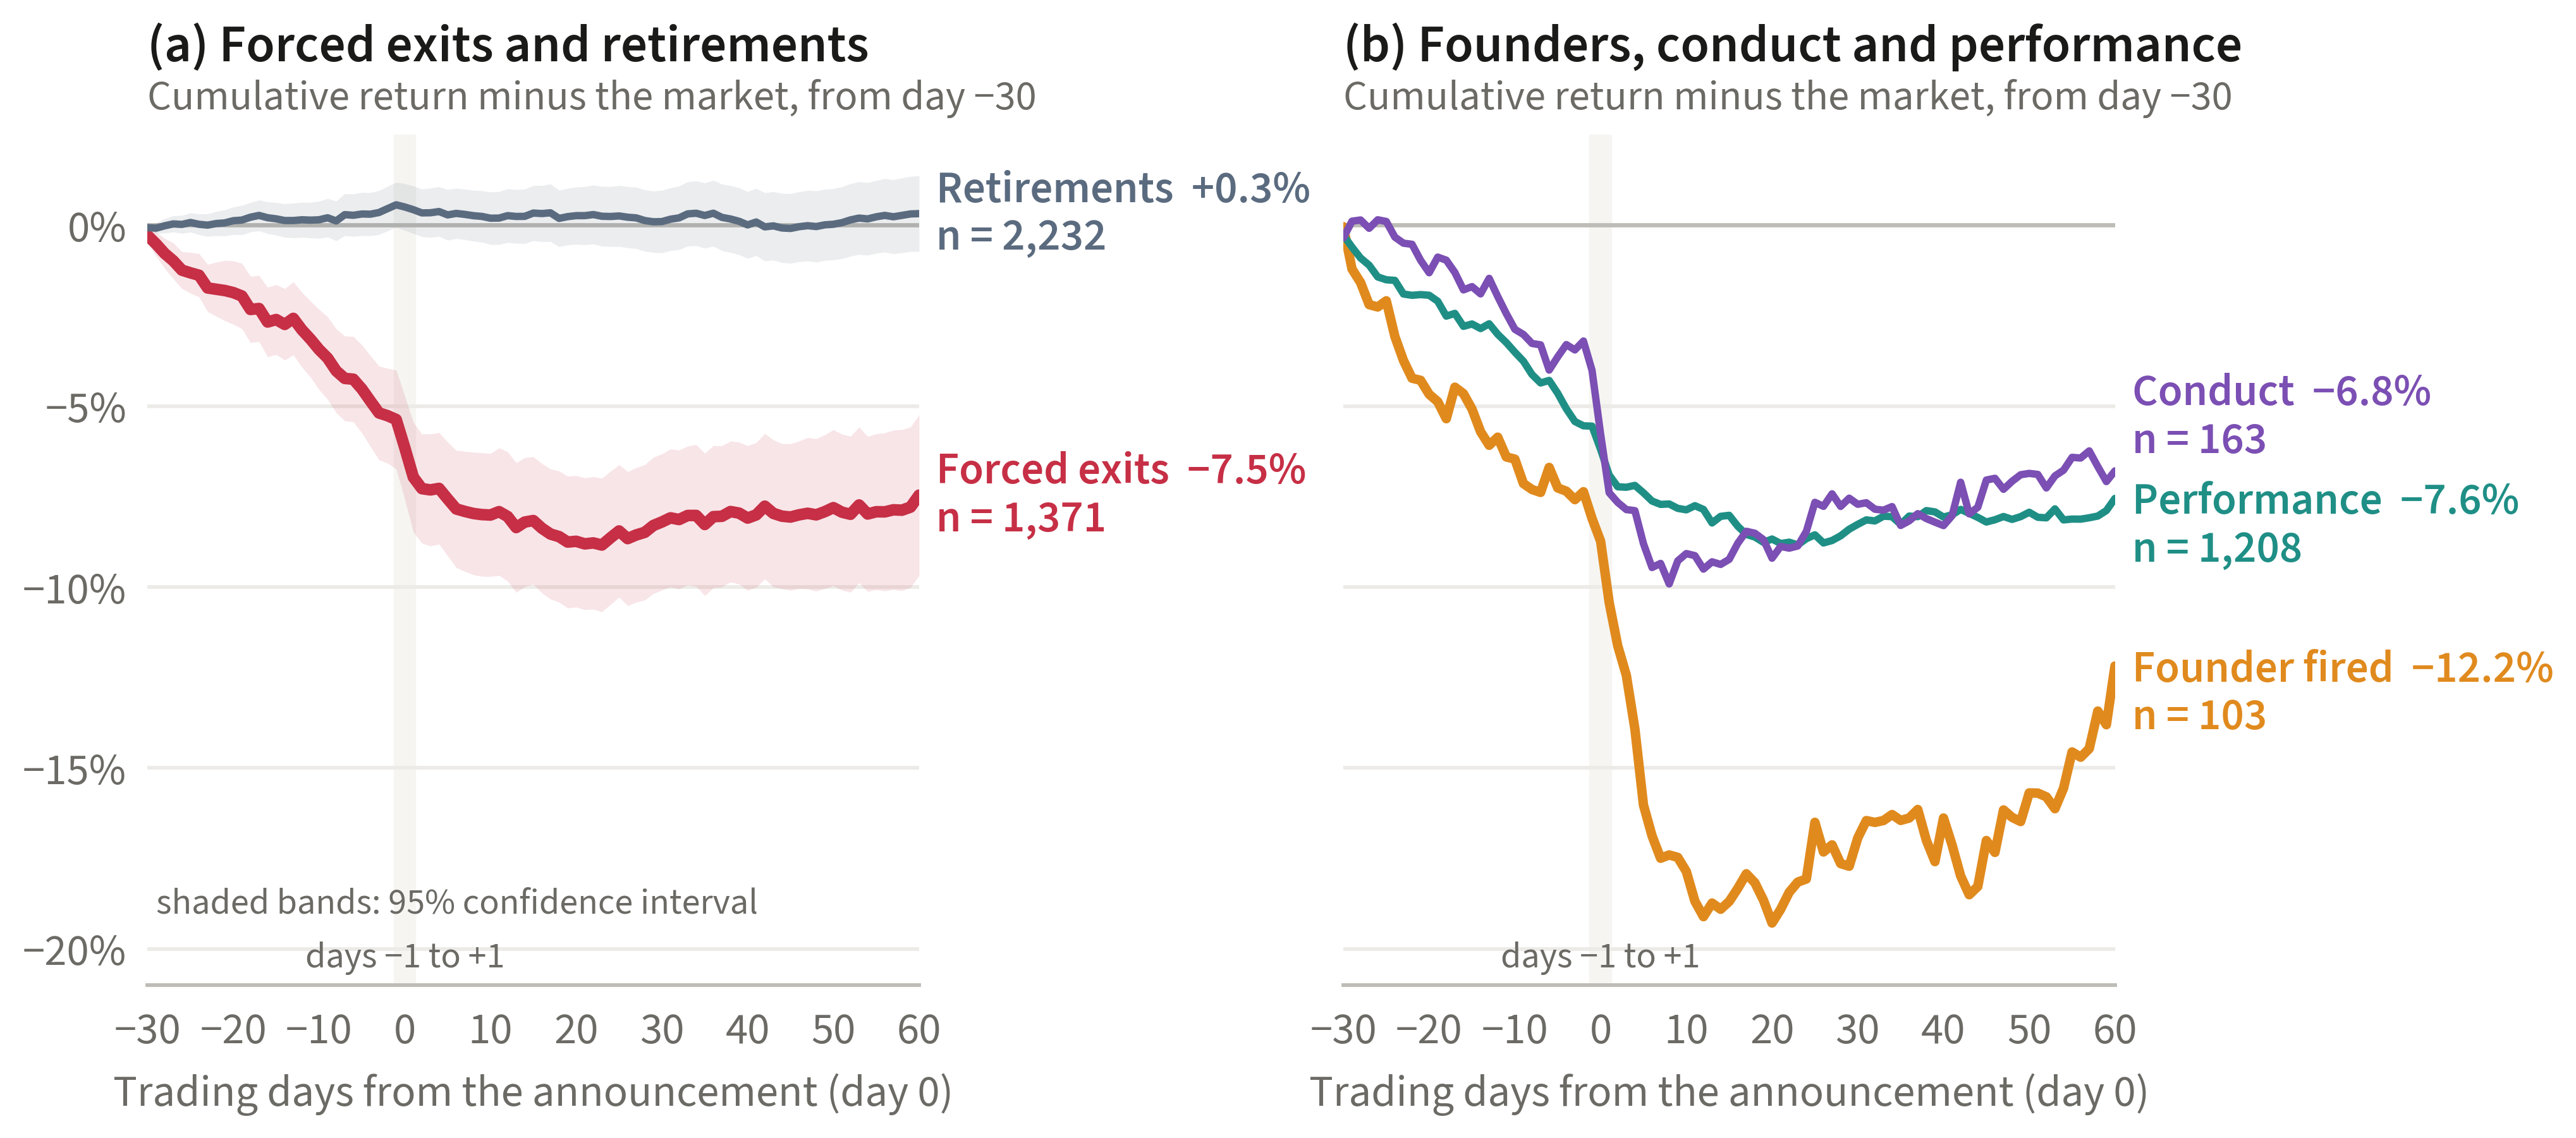 (a) Forced exits and retirements
Cumulative return minus the market, from day −30
0%
−5%
−10%
−15%
−20%
Retirements +0.3%
n = 2,232
Forced exits −7.5%
n = 1,371
shaded bands: 95% confidence interval
days −1 to +1
−30 −20 −10 0 10 20 30 40 50 60
Trading days from the announcement (day 0)
(b) Founders, conduct and performance
Cumulative return minus the market, from day −30
Conduct −6.8%
n = 163
Performance −7.6%
n = 1,208
Founder fired −12.2%
n = 103
days −1 to +1
−30 −20 −10 0 10 20 30 40 50 60
Trading days from the announcement (day 0)